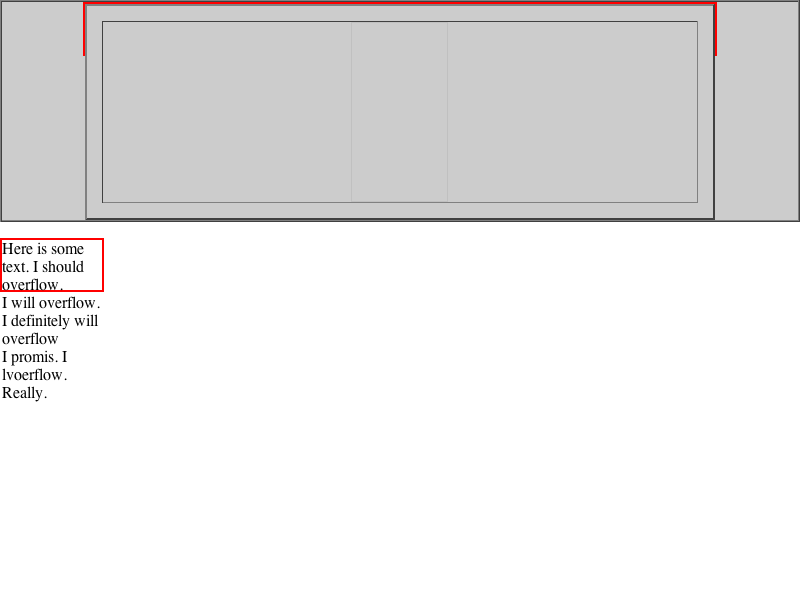 Here is some
text. I should
overflow.
I will overflow.
I definitely will
overflow
I promis. I
lvoerflow.
Really.